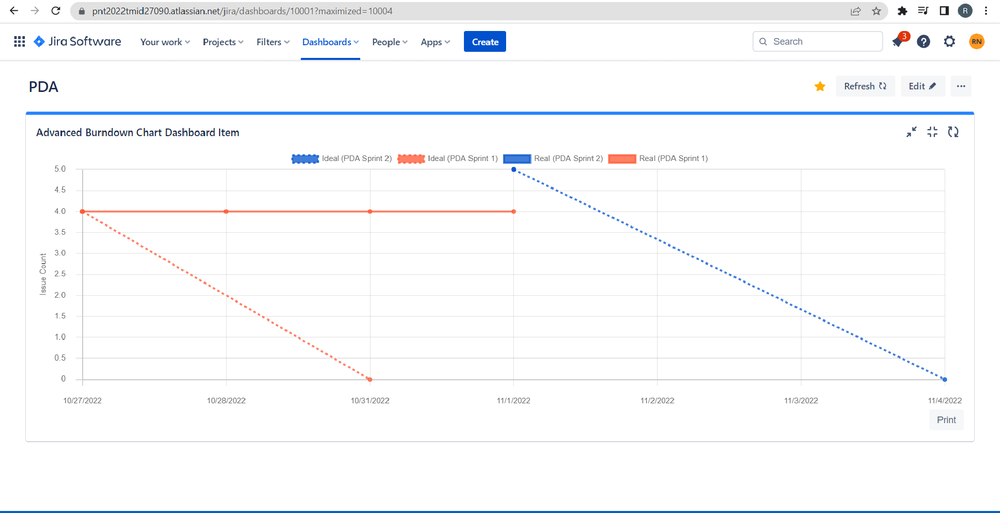 pnt2022tmid27090.atlassian.net/jira/dashboards/10001?maximized=10004
R
Jira Software Your work Projects Filters Dashboards People Apps Create Search 3 ? RN
PDA Refresh Edit ...
Advanced Burndown Chart Dashboard Item
Ideal (PDA Sprint 2) Ideal (PDA Sprint 1) Real (PDA Sprint 2) Real (PDA Sprint 1)
5.0
4.5
4.0
3.5
3.0
Issue Count
2.5
2.0
1.5
1.0
0.5
0
10/27/2022 10/28/2022 10/31/2022 11/1/2022 11/2/2022 11/3/2022 11/4/2022
Print